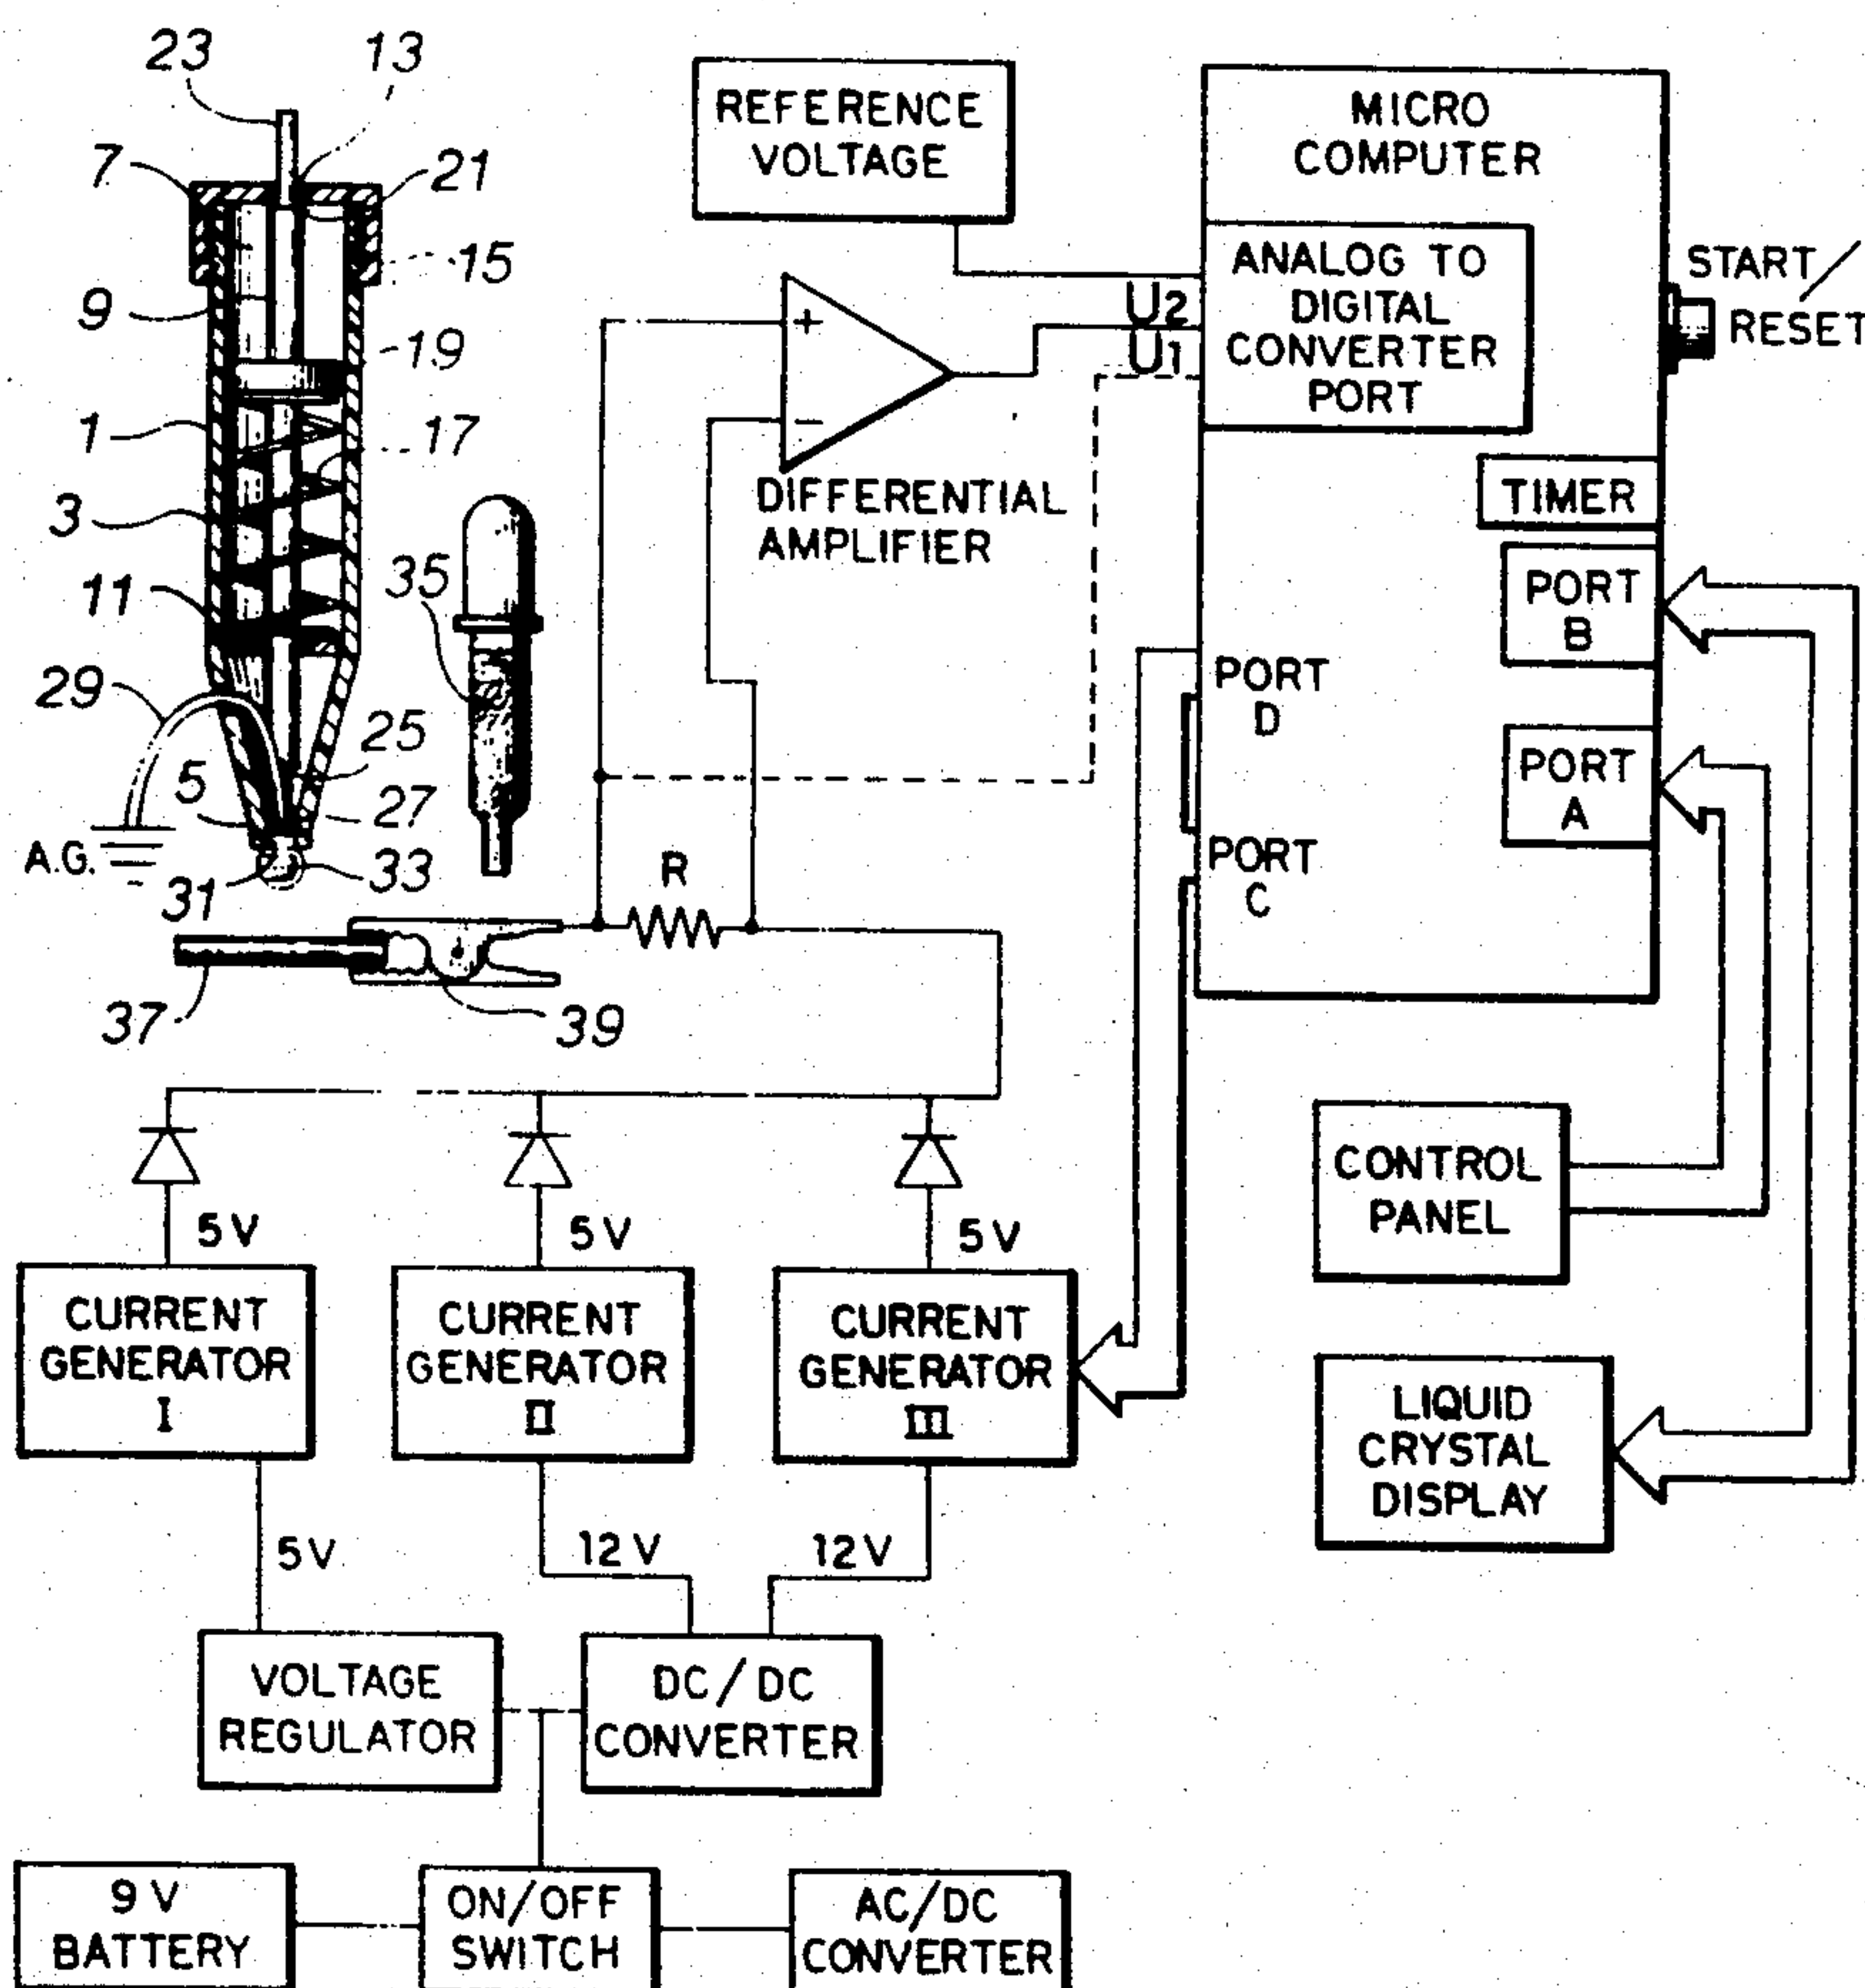 23
13
7
21
15
9
19
1
17
3
11
35
29
25
5
27
A.G.
33
31
37
39
R
REFERENCE
VOLTAGE
MICRO
COMPUTER
ANALOG TO
DIGITAL
CONVERTER
PORT
U2
U1
START/
RESET
+
−
DIFFERENTIAL
AMPLIFIER
TIMER
PORT
B
PORT
D
PORT
A
PORT
C
CONTROL
PANEL
LIQUID
CRYSTAL
DISPLAY
5V
5V
5V
CURRENT
GENERATOR
I
CURRENT
GENERATOR
II
CURRENT
GENERATOR
III
5V
12V
12V
VOLTAGE
REGULATOR
DC/DC
CONVERTER
9V
BATTERY
ON/OFF
SWITCH
AC/DC
CONVERTER